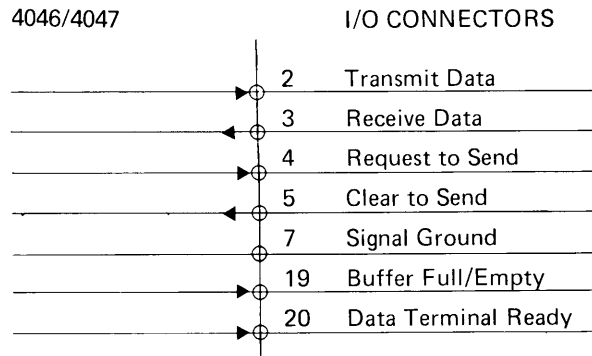 4046/4047 I/O CONNECTORS
2 Transmit Data
3 Receive Data
4 Request to Send
5 Clear to Send
7 Signal Ground
19 Buffer Full/Empty
20 Data Terminal Ready